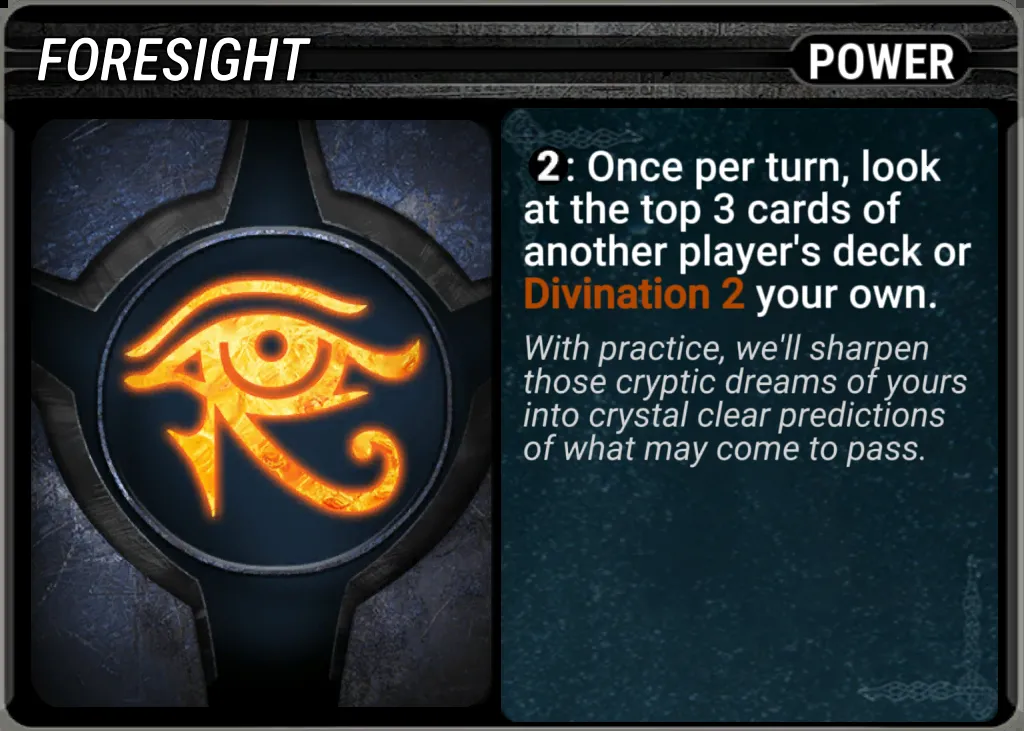 FORESIGHT
POWER
2: Once per turn, look
at the top 3 cards of
another player's deck or
Divination 2 your own.
With practice, we'll sharpen
those cryptic dreams of yours
into crystal clear predictions
of what may come to pass.